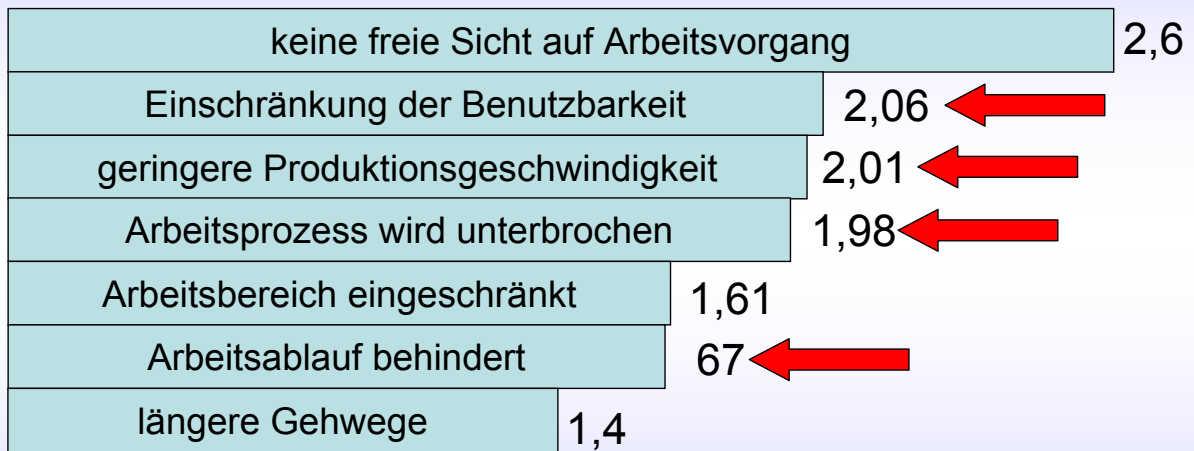 keine freie Sicht auf Arbeitsvorgang 2,6
Einschränkung der Benutzbarkeit 2,06
geringere Produktionsgeschwindigkeit 2,01
Arbeitsprozess wird unterbrochen 1,98
Arbeitsbereich eingeschränkt 1,61
Arbeitsablauf behindert 67
längere Gehwege 1,4